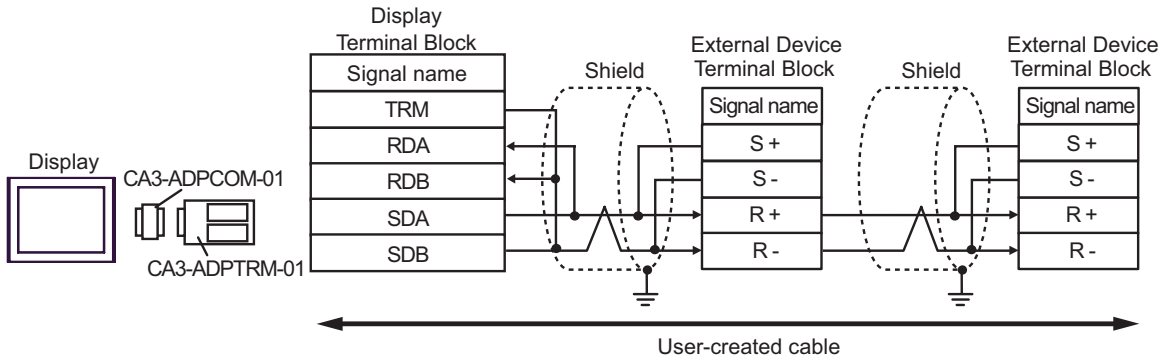 Display
Terminal Block
Signal name
TRM
RDA
RDB
SDA
SDB
Shield
External Device
Terminal Block
Signal name
S +
S -
R +
R -
Shield
External Device
Terminal Block
Signal name
S +
S -
R +
R -
Display
CA3-ADPCOM-01
CA3-ADPTRM-01
User-created cable